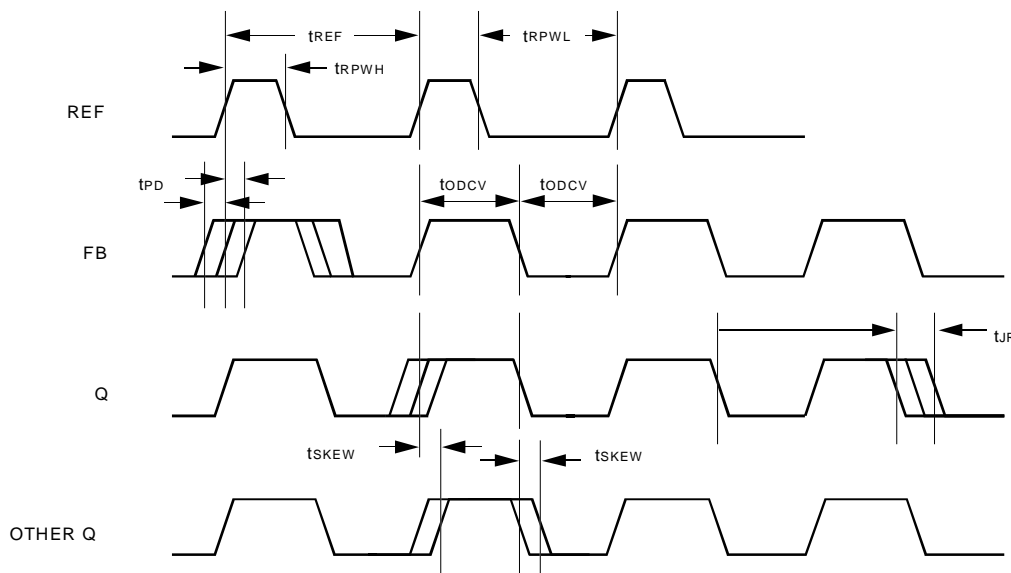 tREF
tRPWL
tRPWH
REF
tPD
tODCV
tODCV
FB
Q
tSKEW
tSKEW
OTHER Q